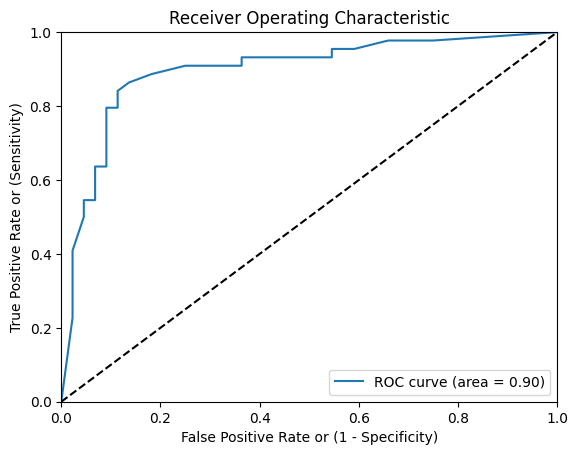 Receiver Operating Characteristic
True Positive Rate or (Sensitivity)
1.0
0.8
0.6
0.4
0.2
0.0
ROC curve (area = 0.90)
0.0 0.2 0.4 0.6 0.8 1.0
False Positive Rate or (1 - Specificity)